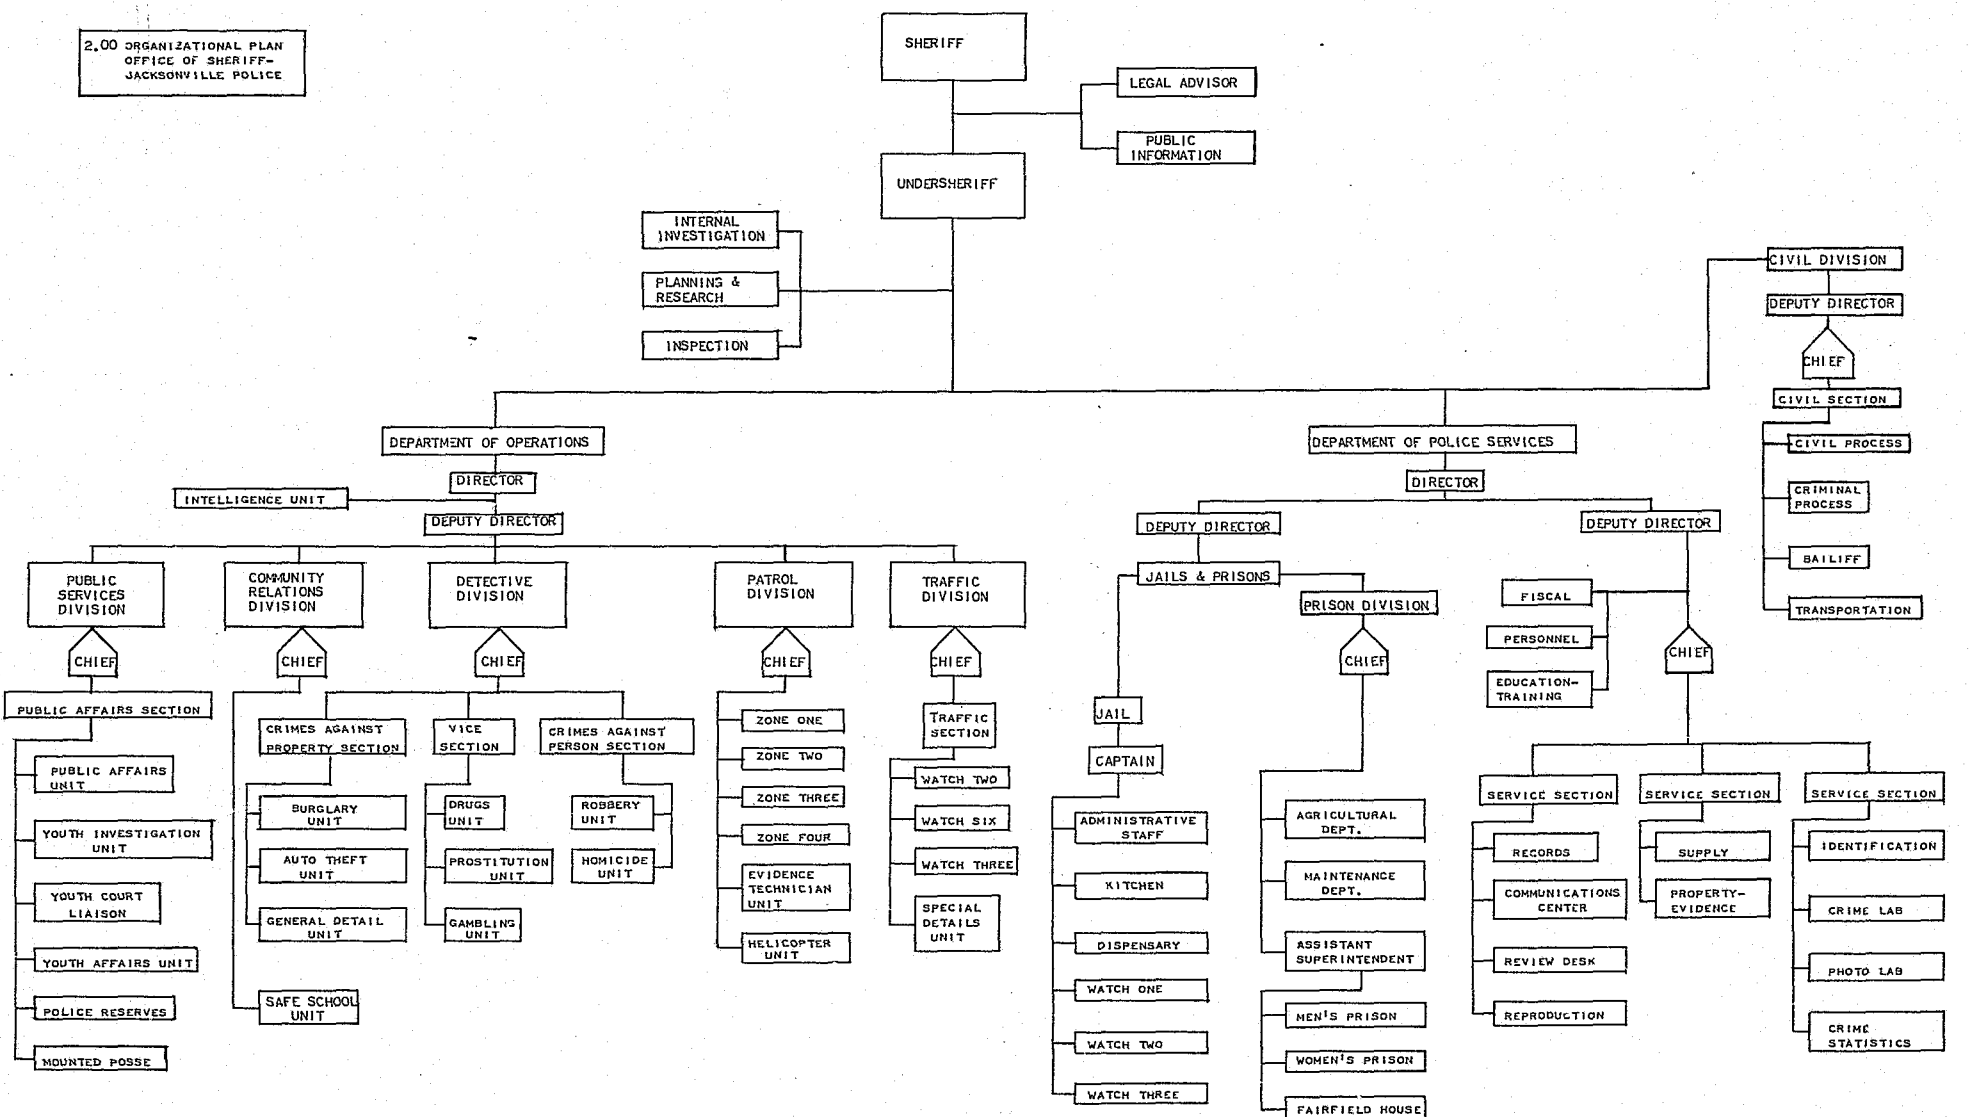 2.00 ORGANIZATIONAL PLAN
OFFICE OF SHERIFF-
JACKSONVILLE POLICE
SHERIFF
LEGAL ADVISOR
PUBLIC
INFORMATION
UNDERSHERIFF
INTERNAL
INVESTIGATION
PLANNING &
RESEARCH
INSPECTION
CIVIL DIVISION
DEPUTY DIRECTOR
CHIEF
CIVIL SECTION
CIVIL PROCESS
CRIMINAL
PROCESS
BAILIFF
TRANSPORTATION
DEPARTMENT OF OPERATIONS
DIRECTOR
INTELLIGENCE UNIT
DEPUTY DIRECTOR
PUBLIC
SERVICES
DIVISION
CHIEF
PUBLIC AFFAIRS SECTION
PUBLIC AFFAIRS
UNIT
YOUTH INVESTIGATION
UNIT
YOUTH COURT
LIAISON
YOUTH AFFAIRS UNIT
POLICE RESERVES
MOUNTED POSSE
COMMUNITY
RELATIONS
DIVISION
CHIEF
SAFE SCHOOL
UNIT
DETECTIVE
DIVISION
CHIEF
CRIMES AGAINST
PROPERTY SECTION
BURGLARY
UNIT
AUTO THEFT
UNIT
GENERAL DETAIL
UNIT
VICE
SECTION
DRUGS
UNIT
PROSTITUTION
UNIT
GAMBLING
UNIT
CRIMES AGAINST
PERSON SECTION
ROBBERY
UNIT
HOMICIDE
UNIT
PATROL
DIVISION
CHIEF
ZONE ONE
ZONE TWO
ZONE THREE
ZONE FOUR
EVIDENCE
TECHNICIAN
UNIT
HELICOPTER
UNIT
TRAFFIC
DIVISION
CHIEF
TRAFFIC
SECTION
WATCH TWO
WATCH SIX
WATCH THREE
SPECIAL
DETAILS
UNIT
DEPARTMENT OF POLICE SERVICES
DIRECTOR
DEPUTY DIRECTOR
JAILS & PRISONS
JAIL
CAPTAIN
ADMINISTRATIVE
STAFF
KITCHEN
DISPENSARY
WATCH ONE
WATCH TWO
WATCH THREE
PRISON DIVISION
CHIEF
AGRICULTURAL
DEPT.
MAINTENANCE
DEPT.
ASSISTANT
SUPERINTENDENT
MEN'S PRISON
WOMEN'S PRISON
FAIRFIELD HOUSE
DEPUTY DIRECTOR
FISCAL
PERSONNEL
EDUCATION-
TRAINING
CHIEF
SERVICE SECTION
RECORDS
COMMUNICATIONS
CENTER
REVIEW DESK
REPRODUCTION
SERVICE SECTION
SUPPLY
PROPERTY-
EVIDENCE
SERVICE SECTION
IDENTIFICATION
CRIME LAB
PHOTO LAB
CRIME
STATISTICS